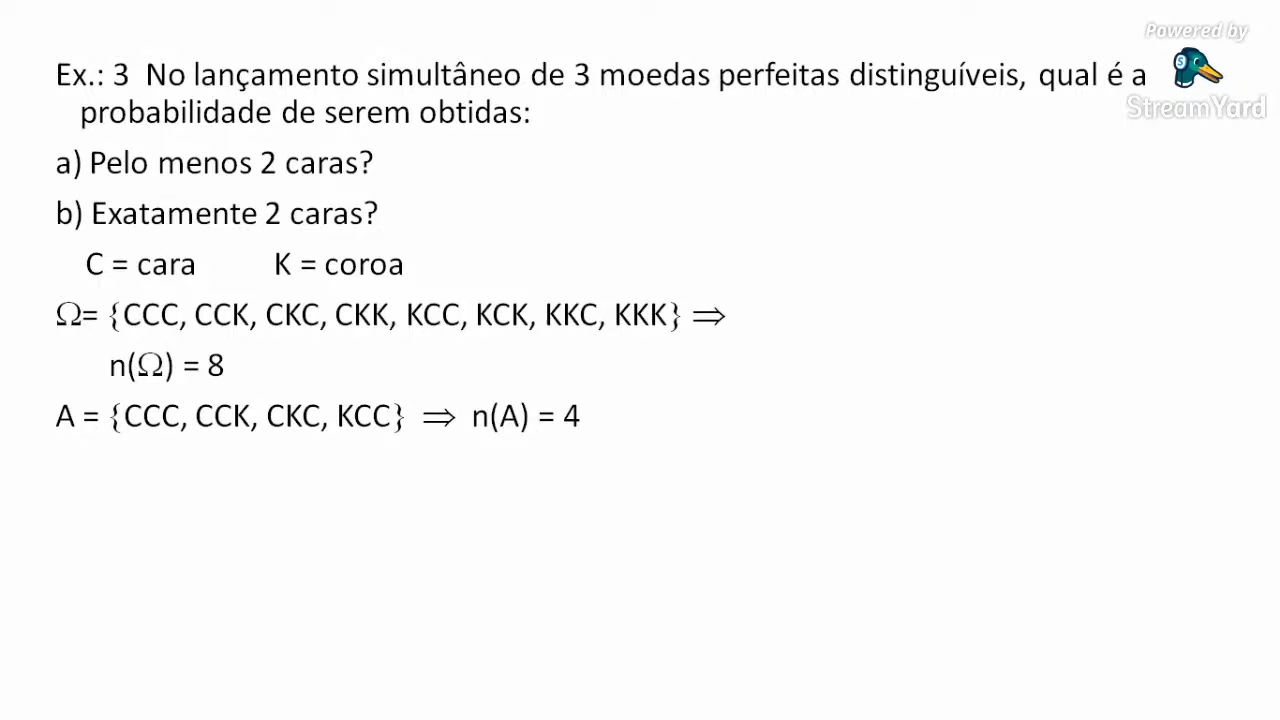 Powered by
StreamYard
Ex.: 3 No lançamento simultâneo de 3 moedas perfeitas distinguíveis, qual é a
probabilidade de serem obtidas:
a) Pelo menos 2 caras?
b) Exatamente 2 caras?
C = cara K = coroa
Ω= {CCC, CCK, CKC, CKK, KCC, KCK, KKC, KKK} ⇒
n(Ω) = 8
A = {CCC, CCK, CKC, KCC} ⇒ n(A) = 4